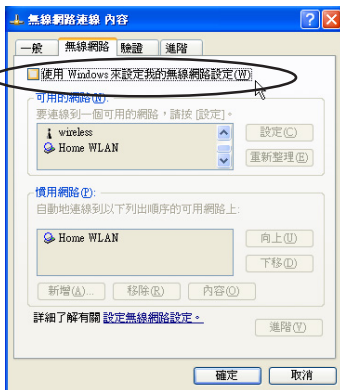 無線網路連線 內容
一般 無線網路 驗證 進階
使用 Windows 來設定我的無線網路設定(W)
可用的網路(N):
要連線到一個可用的網路，請按 [設定]。
wireless
Home WLAN
設定(C)
重新整理(E)
慣用網路(P):
自動地連線到以下列出順序的可用網路上:
Home WLAN
向上(U)
下移(D)
新增(A)... 移除(R) 內容(O)
詳細了解有關 設定無線網路設定。
進階(V)
確定 取消